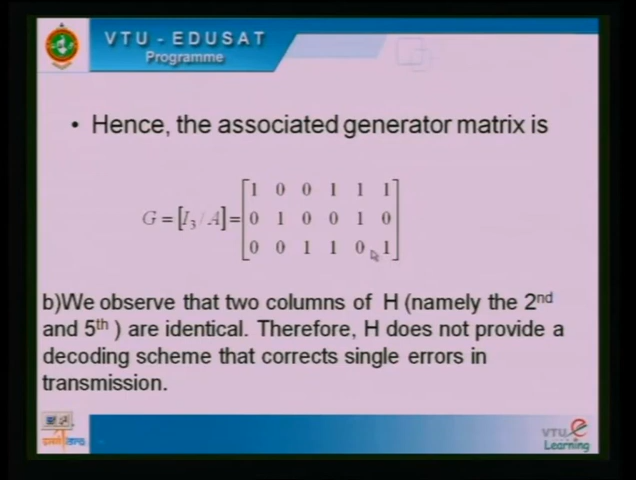 VTU - EDUSAT
Programme
• Hence, the associated generator matrix is
G = [I₃ / A] =
1 0 0 1 1 1
0 1 0 0 1 0
0 0 1 1 0 1
b)We observe that two columns of H (namely the 2nd
and 5th ) are identical. Therefore, H does not provide a
decoding scheme that corrects single errors in
transmission.
VTU e
Learning